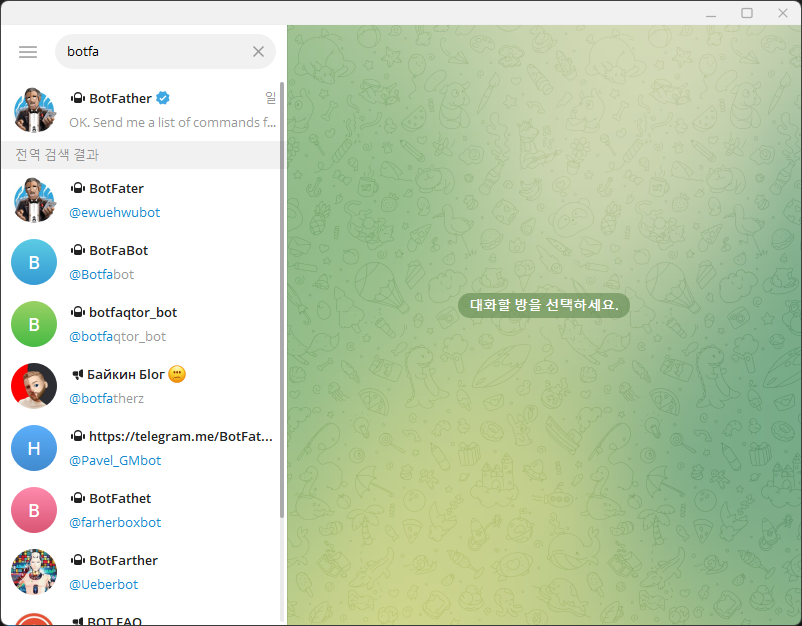 botfa
BotFather
일
OK. Send me a list of commands f...
전역 검색 결과
BotFater
@ewuehwubot
B
BotFaBot
@Botfabot
B
botfaqtor_bot
@botfaqtor_bot
Байкин Блог
@botfatherz
H
https://telegram.me/BotFat...
@Pavel_GMbot
B
BotFathet
@farherboxbot
BotFarther
@Ueberbot
BOT FAQ
대화할 방을 선택하세요.